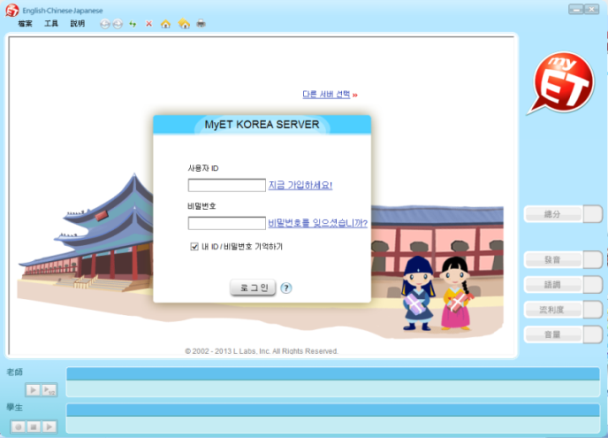 English-Chinese-Japanese
檔案 工具 説明
my
ET
다른 서버 선택 »
MyET KOREA SERVER
사용자 ID
지금 가입하세요!
비밀번호
비밀번호를 잊으셨습니까?
내 ID / 비밀번호 기억하기
로그인 ?
總分
發音
語調
流利度
音量
© 2002 - 2013 L Labs, Inc. All Rights Reserved.
老師
學生